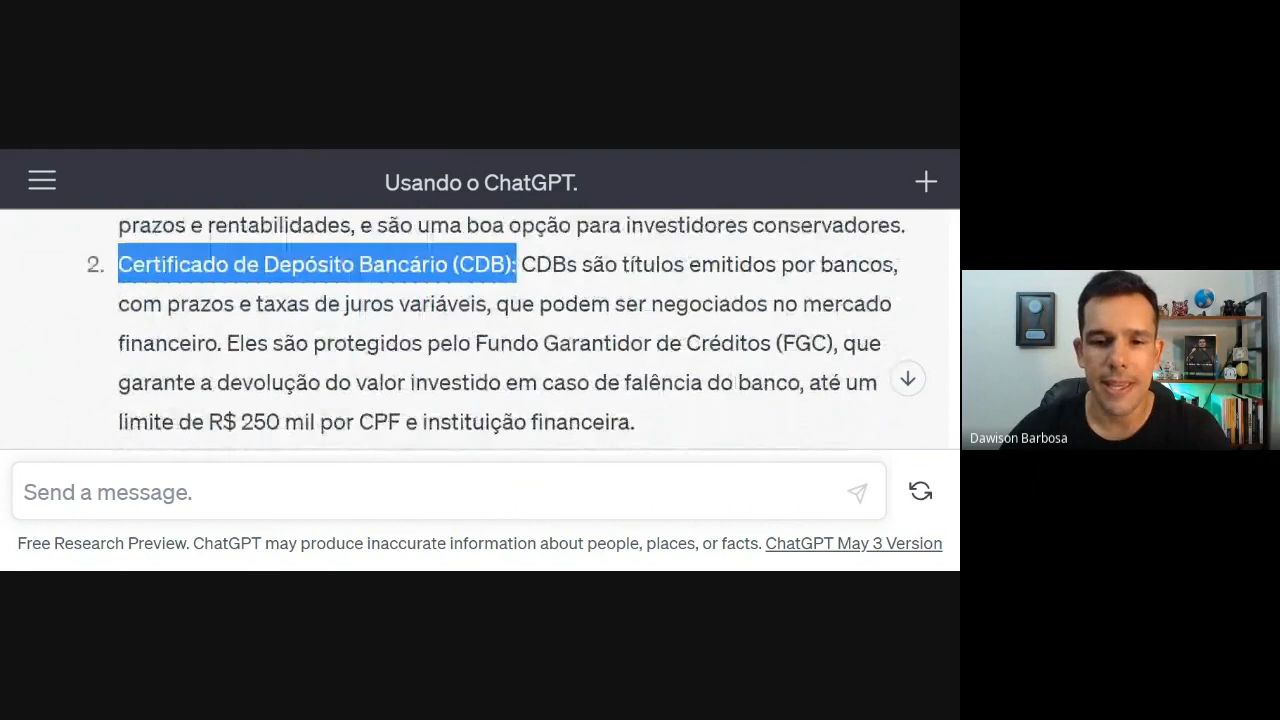 Usando o ChatGPT.
prazos e rentabilidades, e são uma boa opção para investidores conservadores.
2. Certificado de Depósito Bancário (CDB): CDBs são títulos emitidos por bancos,
com prazos e taxas de juros variáveis, que podem ser negociados no mercado
financeiro. Eles são protegidos pelo Fundo Garantidor de Créditos (FGC), que
garante a devolução do valor investido em caso de falência do banco, até um
limite de R$ 250 mil por CPF e instituição financeira.
Send a message.
Free Research Preview. ChatGPT may produce inaccurate information about people, places, or facts. ChatGPT May 3 Version
Dawison Barbosa